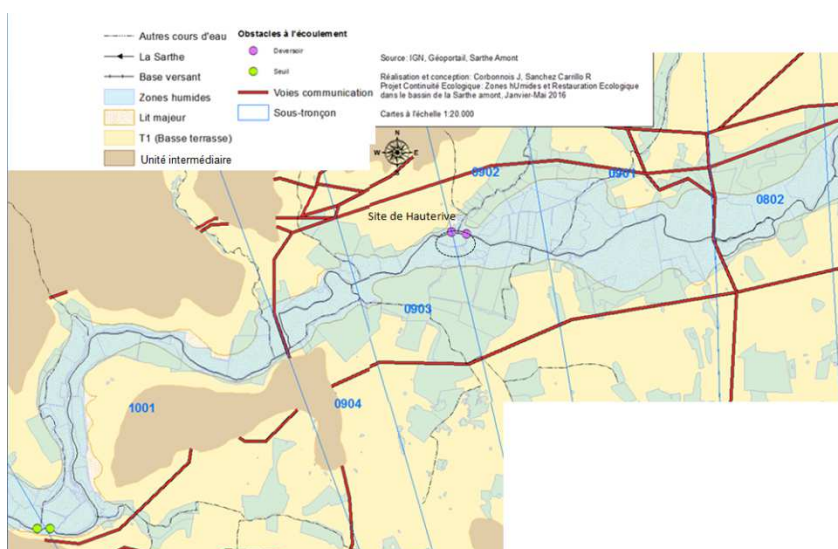 Autres cours d'eau
La Sarthe
Base versant
Zones humides
Lit majeur
T1 (Basse terrasse)
Unité intermédiaire
Obstacles à l'écoulement
Deversoir
Seuil
Voies communication
Sous-tronçon
Source: IGN, Géoportail, Sarthe Amont
Réalisation et conception: Corbonnois J, Sanchez Carrillo R
Projet Continuité Ecologique: Zones hUmides et Restauration Ecologique
dans le bassin de la Sarthe amont, Janvier-Mai 2016
Cartes à l'échelle 1:20.000
N
W E
S
0902
0901
0802
Site de Hauterive
0903
1001
0904